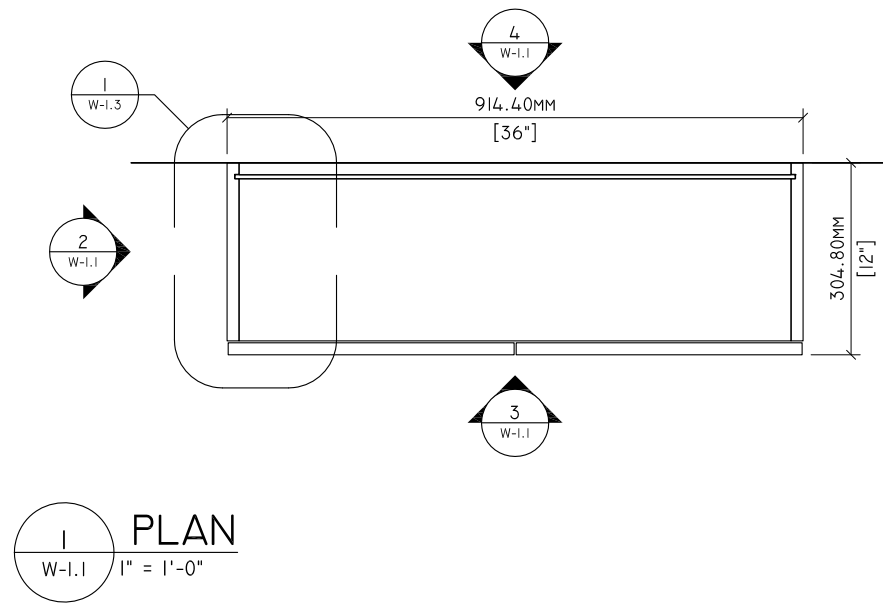 4
W-1.1
1
W-1.3
914.40MM
[36"]
2
W-1.1
304.80MM
[12"]
3
W-1.1
1
W-1.1
PLAN
1" = 1'-0"